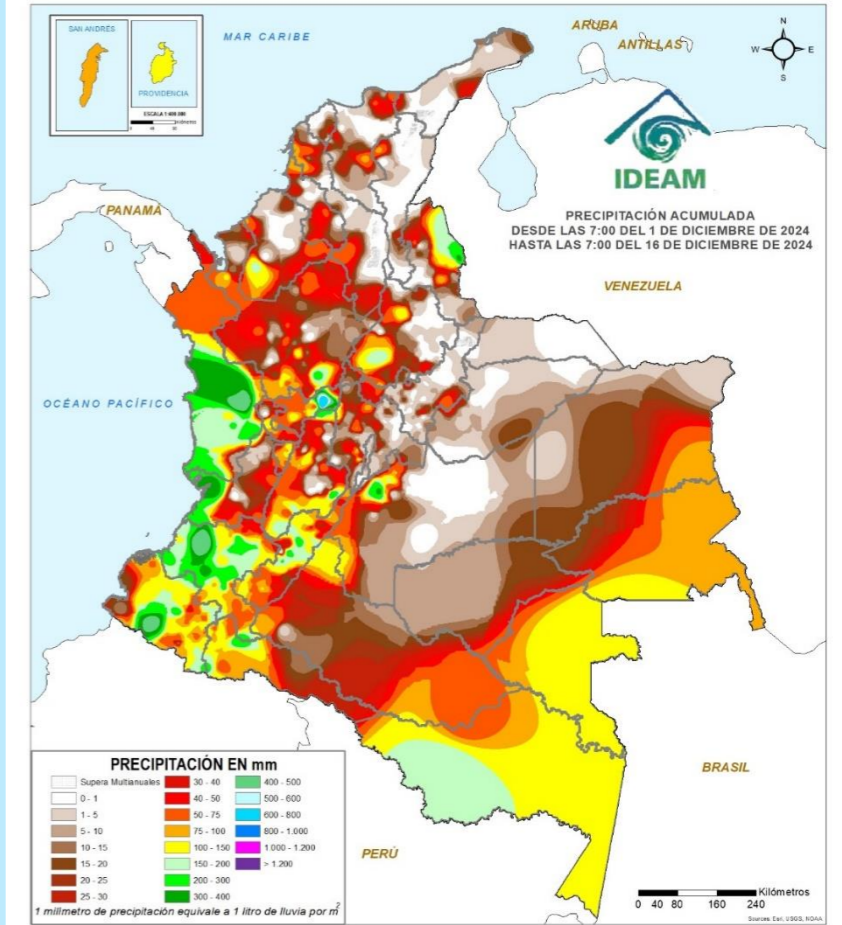 SAN ANDRÉS
PROVIDENCIA
ESCALA 1:400.000
MAR CARIBE
ARUBA
ANTILLAS
N
W
E
S
IDEAM
PRECIPITACIÓN ACUMULADA
DESDE LAS 7:00 DEL 1 DE DICIEMBRE DE 2024
HASTA LAS 7:00 DEL 16 DE DICIEMBRE DE 2024
PANAMÁ
VENEZUELA
OCÉANO PACÍFICO
BRASIL
PERÚ
PRECIPITACIÓN EN mm
Supera Multianuales
0 - 1
1 - 5
5 - 10
10 - 15
15 - 20
20 - 25
25 - 30
30 - 40
40 - 50
50 - 75
75 - 100
100 - 150
150 - 200
200 - 300
300 - 400
400 - 500
500 - 600
600 - 800
800 - 1.000
1.000 - 1.200
> 1.200
1 milímetro de precipitación equivale a 1 litro de lluvia por m²
Kilómetros
0 40 80 160 240
Sources: Esri, USGS, NOAA